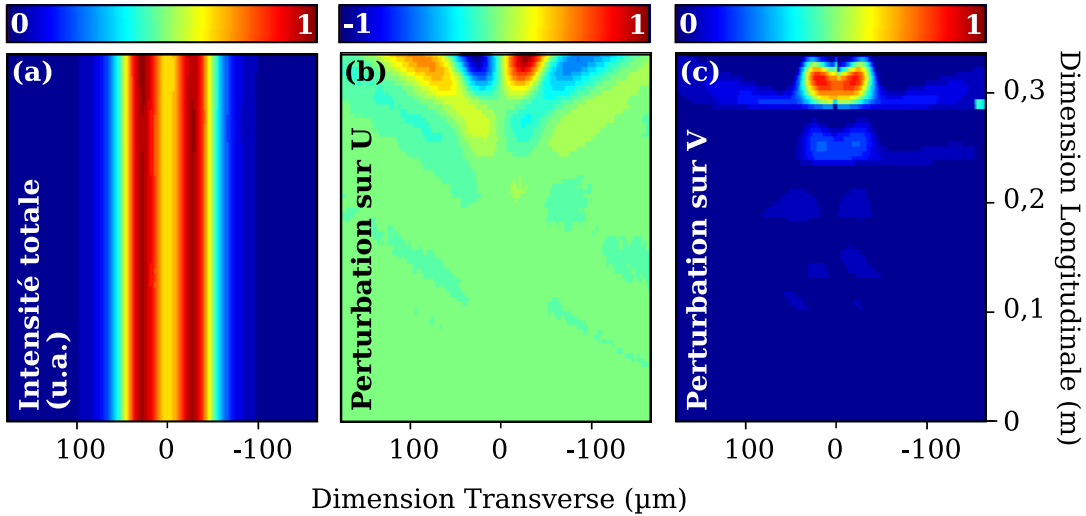 0 1
-1 1
0 1
(a)
Intensité totale
(u.a.)
(b)
Perturbation sur U
(c)
Perturbation sur V
0,3
0,2
0,1
0
Dimension Longitudinale (m)
100 0 -100
100 0 -100
100 0 -100
Dimension Transverse (µm)